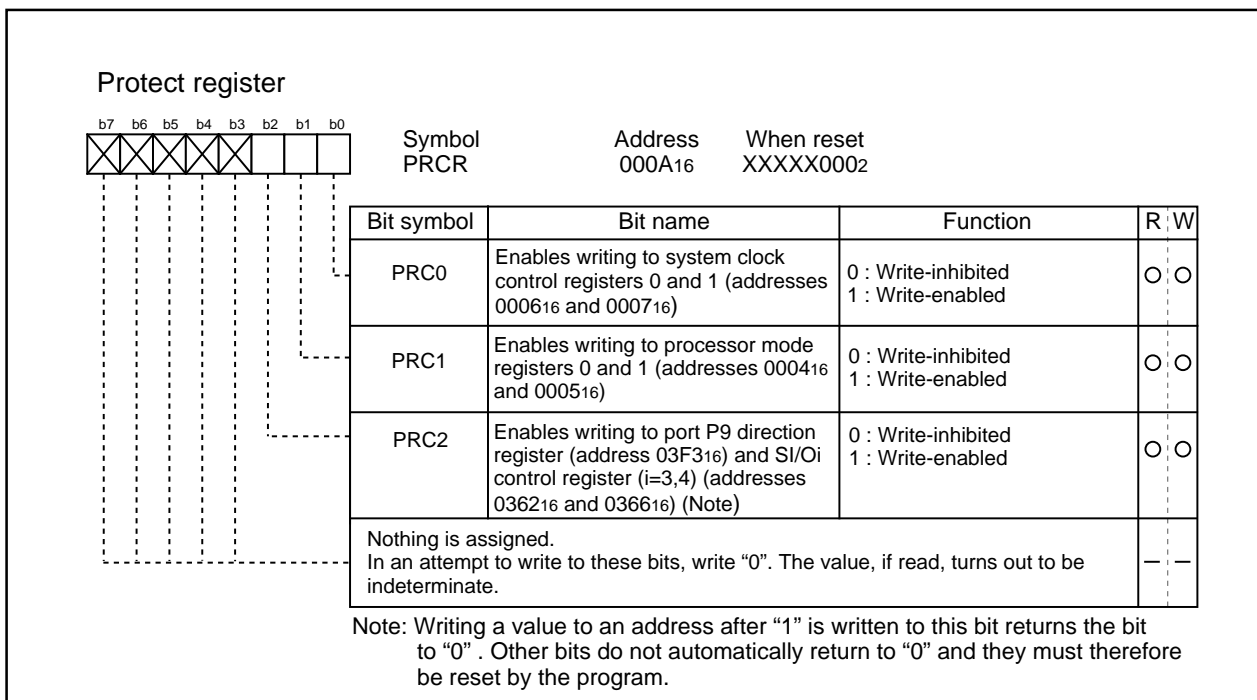 Protect register
b7 b6 b5 b4 b3 b2 b1 b0
Symbol Address When reset
PRCR 000A16 XXXXX0002
Bit symbol Bit name Function R W
PRC0
Enables writing to system clock
control registers 0 and 1 (addresses
000616 and 000716)
0 : Write-inhibited
1 : Write-enabled
PRC1
Enables writing to processor mode
registers 0 and 1 (addresses 000416
and 000516)
0 : Write-inhibited
1 : Write-enabled
PRC2
Enables writing to port P9 direction
register (address 03F316) and SI/Oi
control register (i=3,4) (addresses
036216 and 036616) (Note)
0 : Write-inhibited
1 : Write-enabled
Nothing is assigned.
In an attempt to write to these bits, write “0”. The value, if read, turns out to be
indeterminate.
Note: Writing a value to an address after “1” is written to this bit returns the bit
to “0” . Other bits do not automatically return to “0” and they must therefore
be reset by the program.